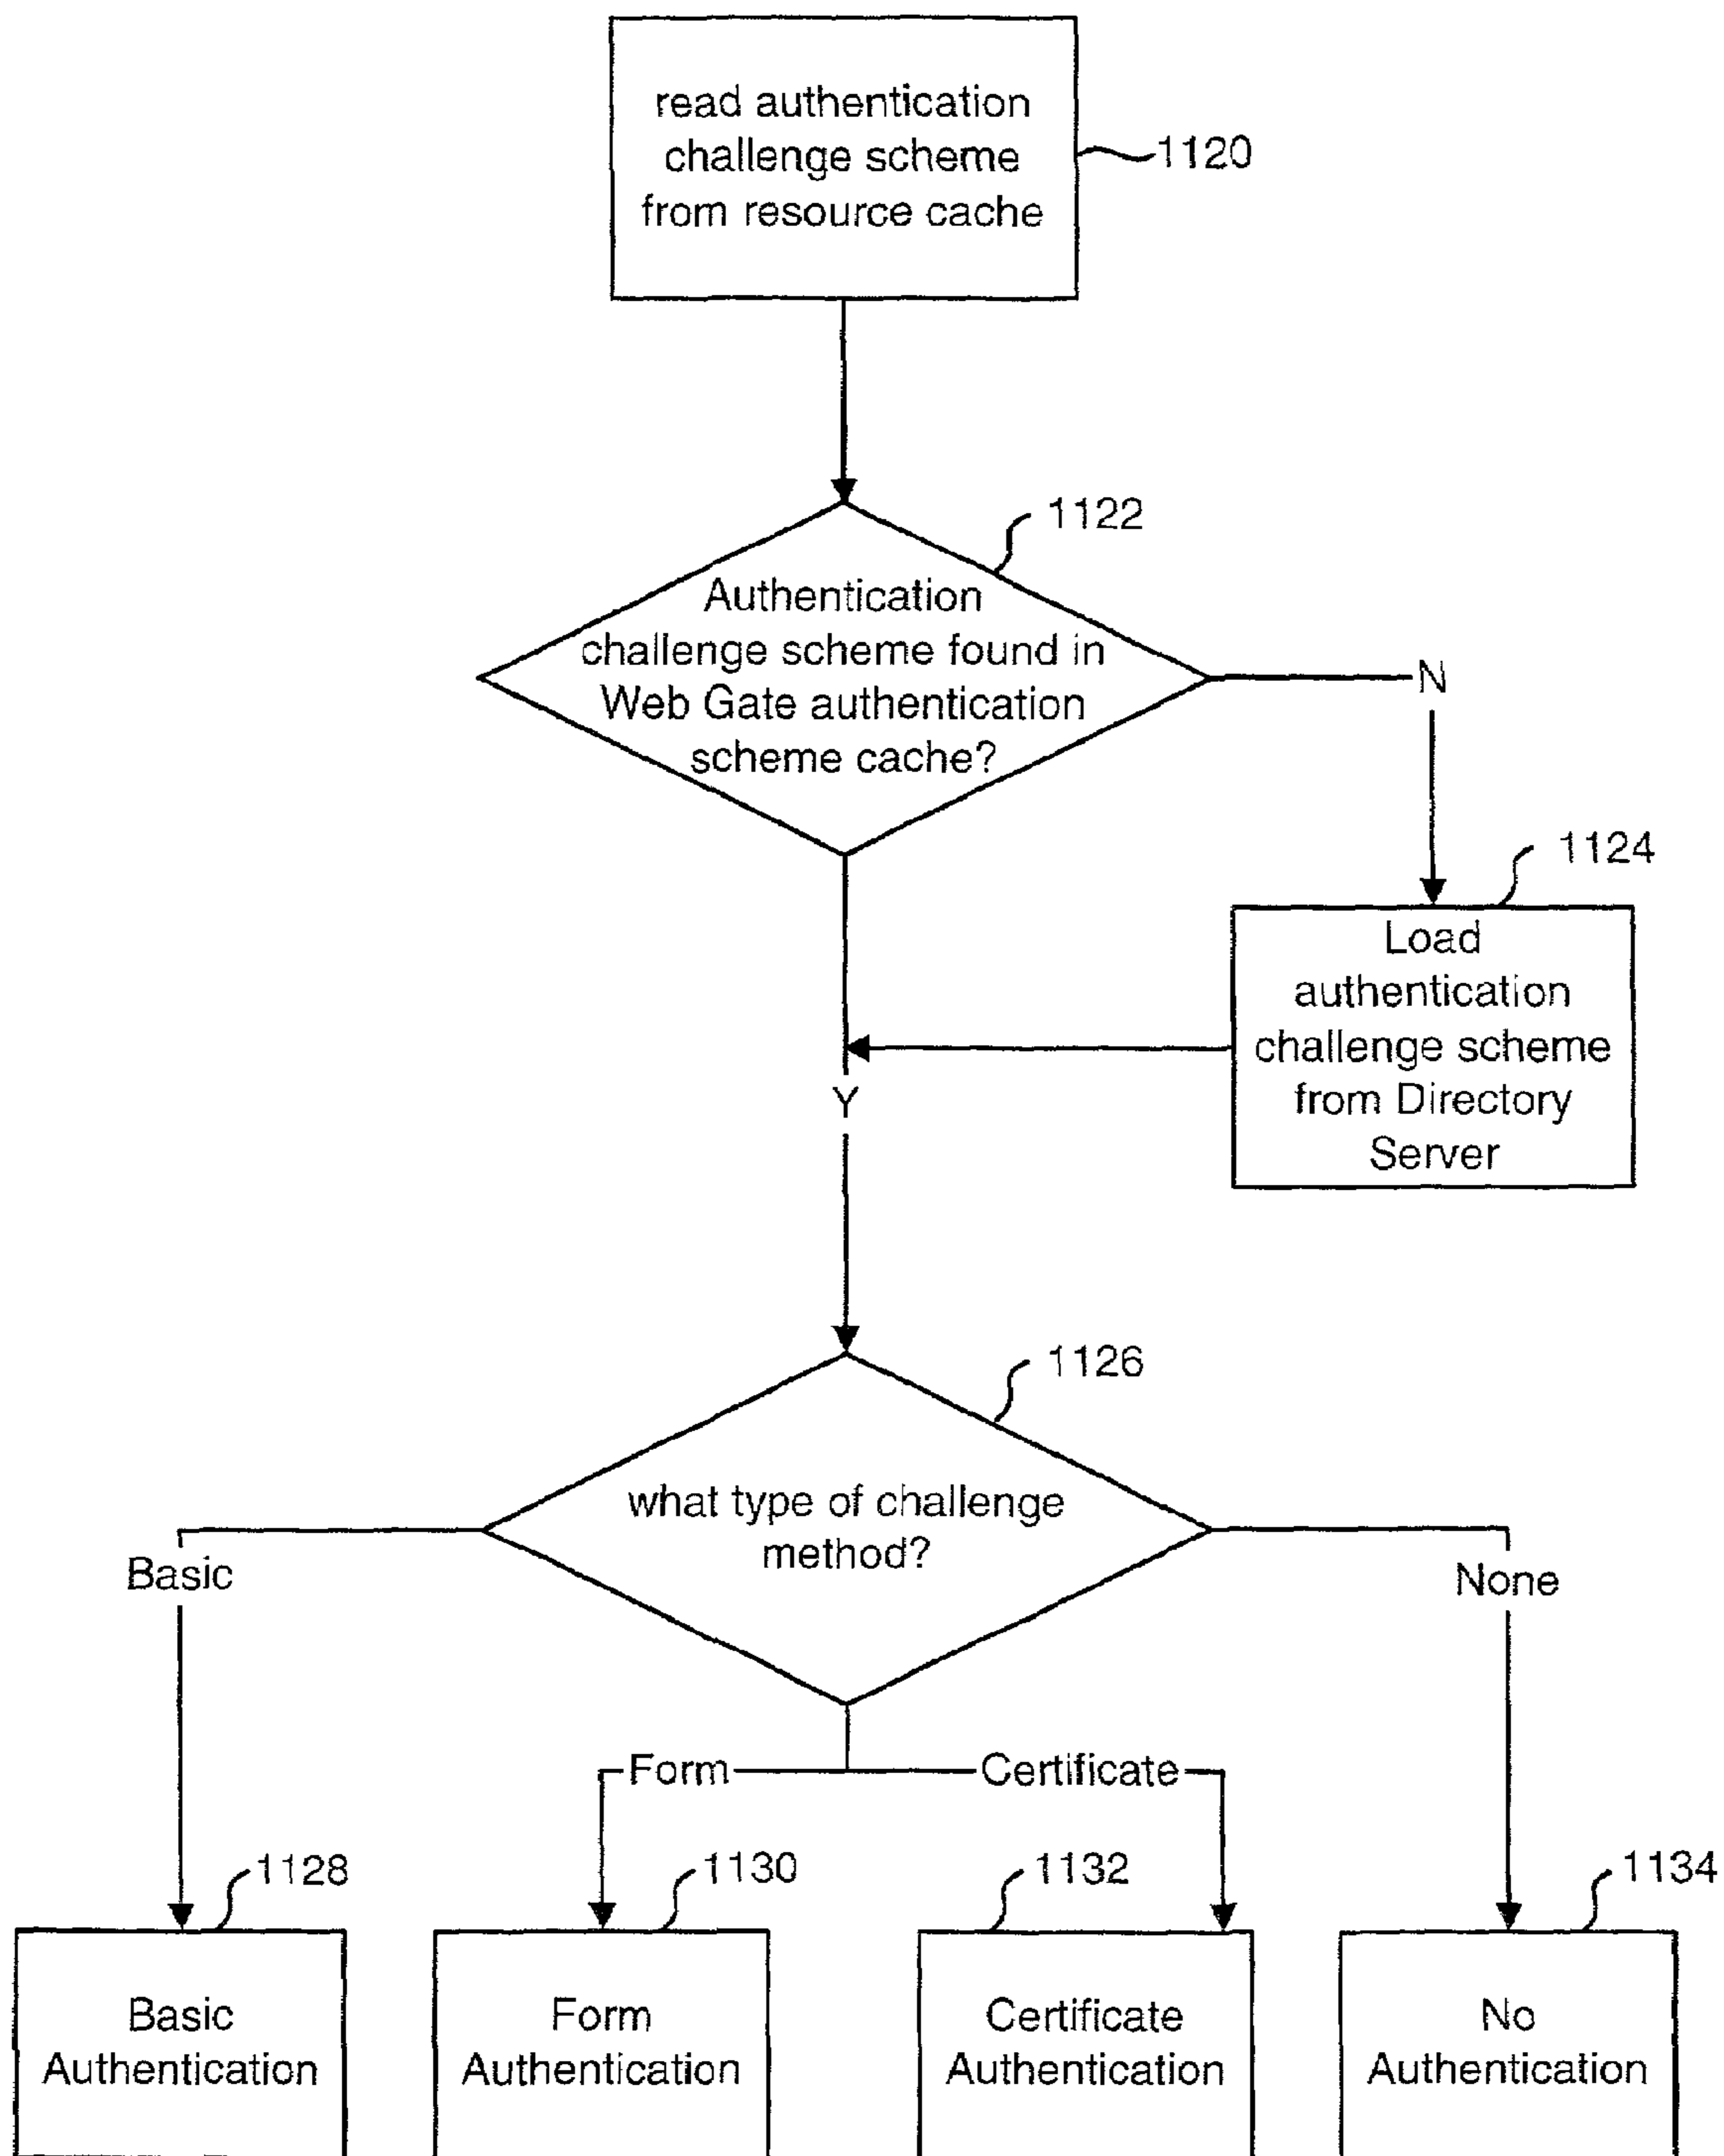 read authentication
challenge scheme
from resource cache
1120
1122
Authentication
challenge scheme found in
Web Gate authentication
scheme cache?
N
1124
Load
authentication
challenge scheme
from Directory
Server
Y
1126
what type of challenge
method?
Basic
None
Form
Certificate
1128
1130
1132
1134
Basic
Authentication
Form
Authentication
Certificate
Authentication
No
Authentication